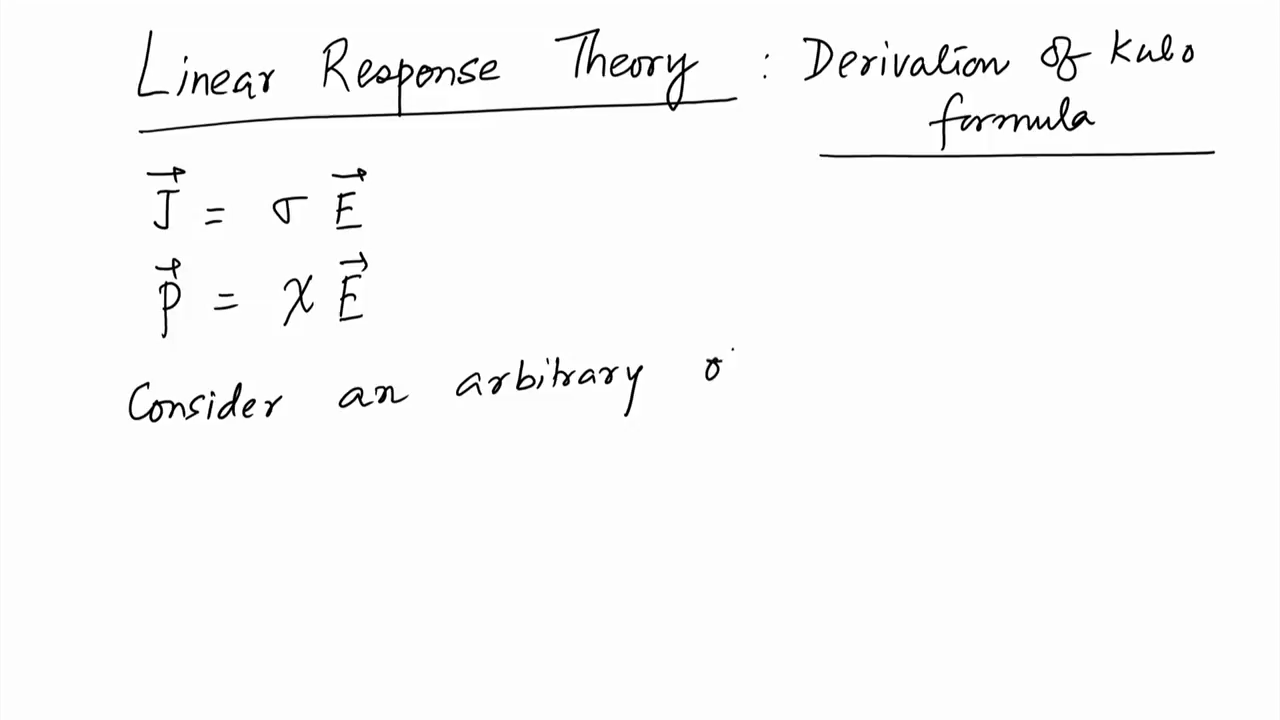 Linear Response Theory : Derivation of Kubo
formula
J⃗ = σ E⃗
P⃗ = χ E⃗
Consider an arbitrary o